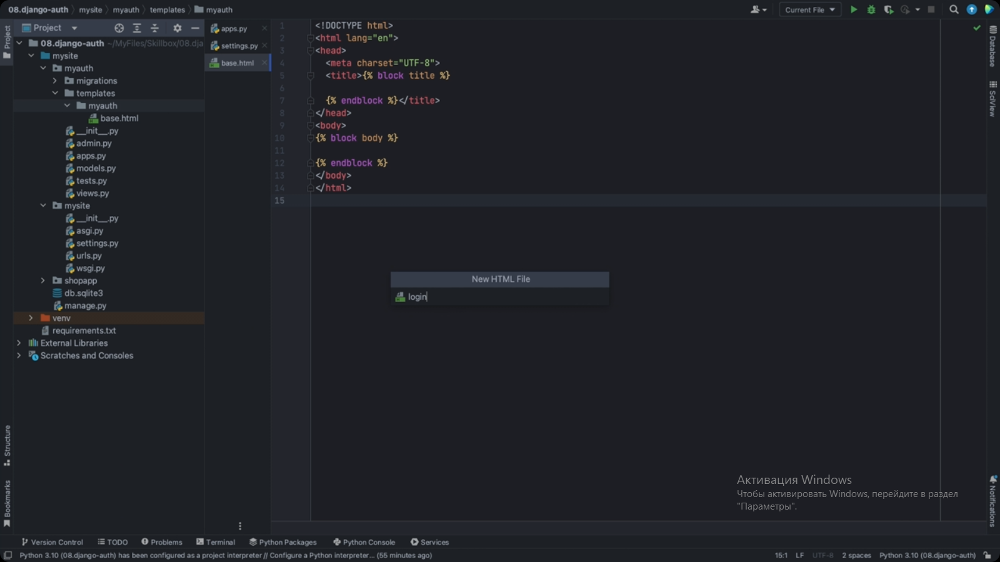 08.django-auth mysite myauth templates myauth
Current File
Project
apps.py
settings.py
base.html
Project
08.django-auth ~/MyFiles/Skillbox/08.dja
mysite
myauth
migrations
templates
myauth
base.html
__init__.py
admin.py
apps.py
models.py
tests.py
views.py
mysite
__init__.py
asgi.py
settings.py
urls.py
wsgi.py
shopapp
db.sqlite3
manage.py
venv
requirements.txt
External Libraries
Scratches and Consoles
Structure
Bookmarks
1 <!DOCTYPE html>
2 <html lang="en">
3 <head>
4 <meta charset="UTF-8">
5 <title>{% block title %}
6
7 {% endblock %}</title>
8 </head>
9 <body>
10 {% block body %}
11
12 {% endblock %}
13 </body>
14 </html>
15
New HTML File
login
Database
SciView
Notifications
Активация Windows
Чтобы активировать Windows, перейдите в раздел
"Параметры".
Version Control TODO Problems Terminal Python Packages Python Console Services
Python 3.10 (08.django-auth) has been configured as a project interpreter // Configure a Python interpreter... (55 minutes ago)
15:1 LF UTF-8 2 spaces Python 3.10 (08.django-auth)